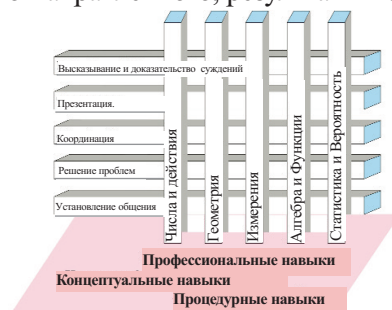 Высказывание и доказательство суждений
Презентация.
Координация
Решение проблем
Установление общения
Числа и действия
Геометрия
Измерения
Алгебра и Функции
Статистика и Вероятность
Профессиональные навыки
Концептуальные навыки
Процедурные навыки